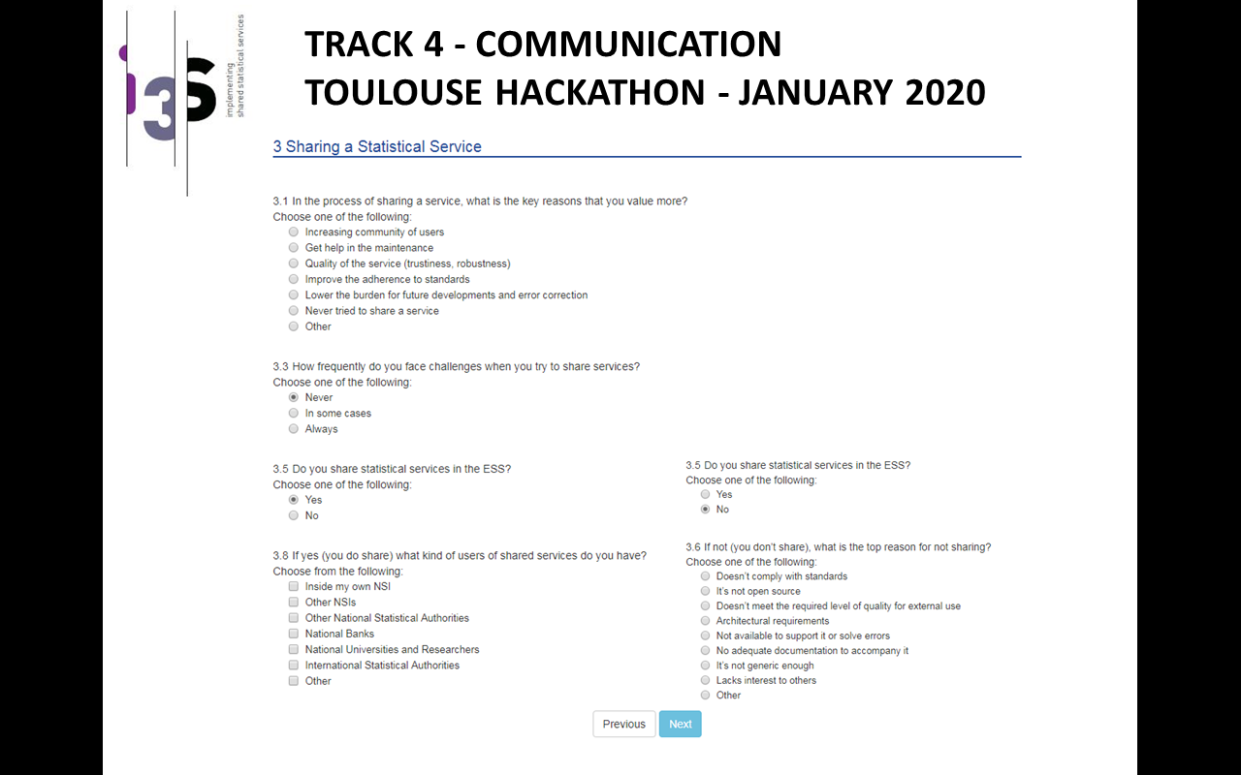 i3S
implementing
shared statistical services
TRACK 4 - COMMUNICATION
TOULOUSE HACKATHON - JANUARY 2020
3 Sharing a Statistical Service
3.1 In the process of sharing a service, what is the key reasons that you value more?
Choose one of the following:
Increasing community of users
Get help in the maintenance
Quality of the service (trustiness, robustness)
Improve the adherence to standards
Lower the burden for future developments and error correction
Never tried to share a service
Other
3.3 How frequently do you face challenges when you try to share services?
Choose one of the following:
Never
In some cases
Always
3.5 Do you share statistical services in the ESS?
Choose one of the following:
Yes
No
3.8 If yes (you do share) what kind of users of shared services do you have?
Choose from the following:
Inside my own NSI
Other NSIs
Other National Statistical Authorities
National Banks
National Universities and Researchers
International Statistical Authorities
Other
3.5 Do you share statistical services in the ESS?
Choose one of the following:
Yes
No
3.6 If not (you don't share), what is the top reason for not sharing?
Choose one of the following:
Doesn't comply with standards
It's not open source
Doesn't meet the required level of quality for external use
Architectural requirements
Not available to support it or solve errors
No adequate documentation to accompany it
It's not generic enough
Lacks interest to others
Other
Previous
Next